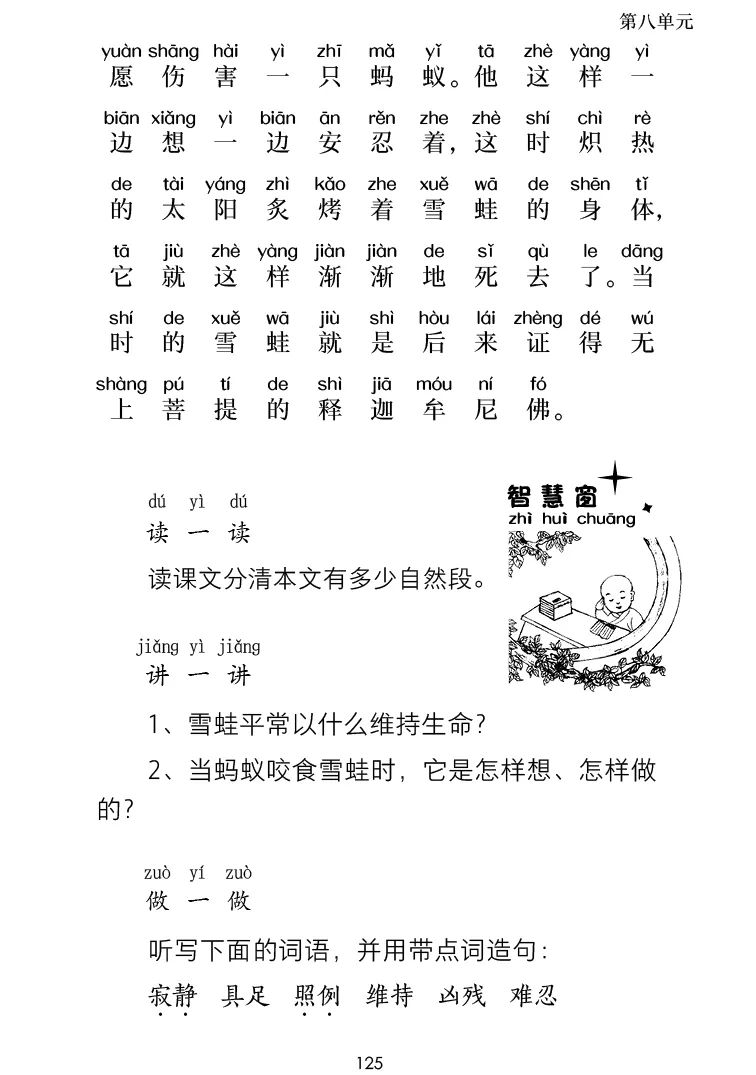 第八单元
yuàn shāng hài yì zhī mǎ yǐ tā zhè yàng yì
愿伤害一只蚂蚁。他这样一
biān xiǎng yì biān ān rěn zhe zhè shí chì rè
边想一边安忍着，这时炽热
de tài yáng zhì kǎo zhe xuě wā de shēn tǐ
的太阳炙烤着雪蛙的身体，
tā jiù zhè yàng jiàn jiàn de sǐ qù le dāng
它就这样渐渐地死去了。当
shí de xuě wā jiù shì hòu lái zhèng dé wú
时的雪蛙就是后来证得无
shàng pú tí de shì jiā móu ní fó
上菩提的释迦牟尼佛。
智慧窗
zhì huì chuāng
dú yì dú
读一读
读课文分清本文有多少自然段。
jiǎng yì jiǎng
讲一讲
1、雪蛙平常以什么维持生命？
2、当蚂蚁咬食雪蛙时，它是怎样想、怎样做
的？
zuò yí zuò
做一做
听写下面的词语，并用带点词造句：
寂静 具足 照例 维持 凶残 难忍
125